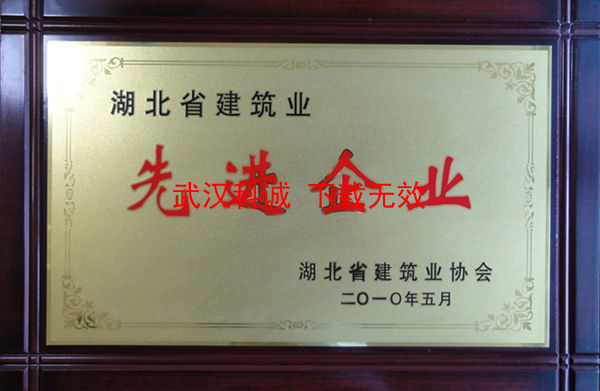 湖北省建筑业
先进企业
武汉科诚 下载无效
湖北省建筑业协会
二〇一〇年五月